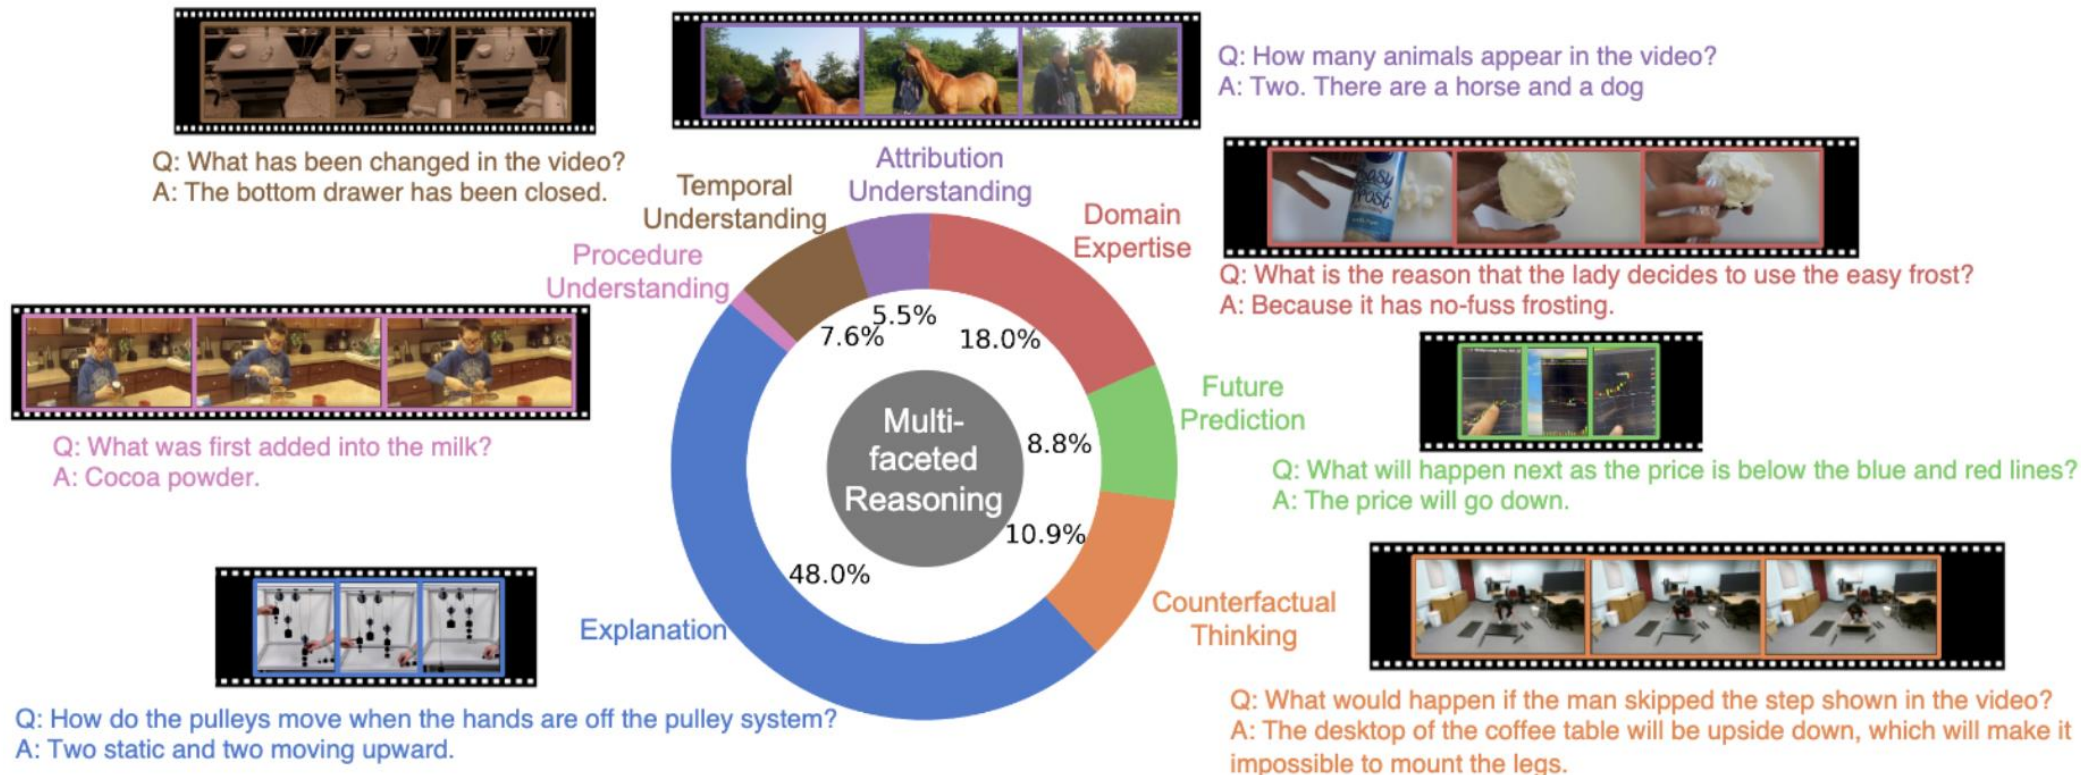 Q: What has been changed in the video?
A: The bottom drawer has been closed.
Q: How many animals appear in the video?
A: Two. There are a horse and a dog
Temporal
Understanding
Attribution
Understanding
Domain
Expertise
Procedure
Understanding
Q: What is the reason that the lady decides to use the easy frost?
A: Because it has no-fuss frosting.
5.5%
7.6%
18.0%
Future
Prediction
Multi-
faceted
Reasoning
8.8%
10.9%
48.0%
Q: What was first added into the milk?
A: Cocoa powder.
Q: What will happen next as the price is below the blue and red lines?
A: The price will go down.
Explanation
Counterfactual
Thinking
Q: How do the pulleys move when the hands are off the pulley system?
A: Two static and two moving upward.
Q: What would happen if the man skipped the step shown in the video?
A: The desktop of the coffee table will be upside down, which will make it
impossible to mount the legs.